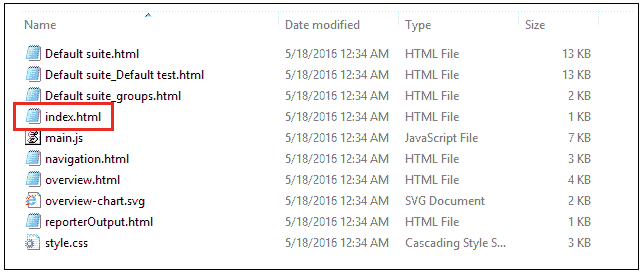 Name Date modified Type Size
Default suite.html 5/18/2016 12:34 AM HTML File 13 KB
Default suite_Default test.html 5/18/2016 12:34 AM HTML File 13 KB
Default suite_groups.html 5/18/2016 12:34 AM HTML File 2 KB
index.html 5/18/2016 12:34 AM HTML File 1 KB
main.js 5/18/2016 12:34 AM JavaScript File 7 KB
navigation.html 5/18/2016 12:34 AM HTML File 3 KB
overview.html 5/18/2016 12:34 AM HTML File 4 KB
overview-chart.svg 5/18/2016 12:34 AM SVG Document 2 KB
reporterOutput.html 5/18/2016 12:34 AM HTML File 1 KB
style.css 5/18/2016 12:34 AM Cascading Style S... 3 KB